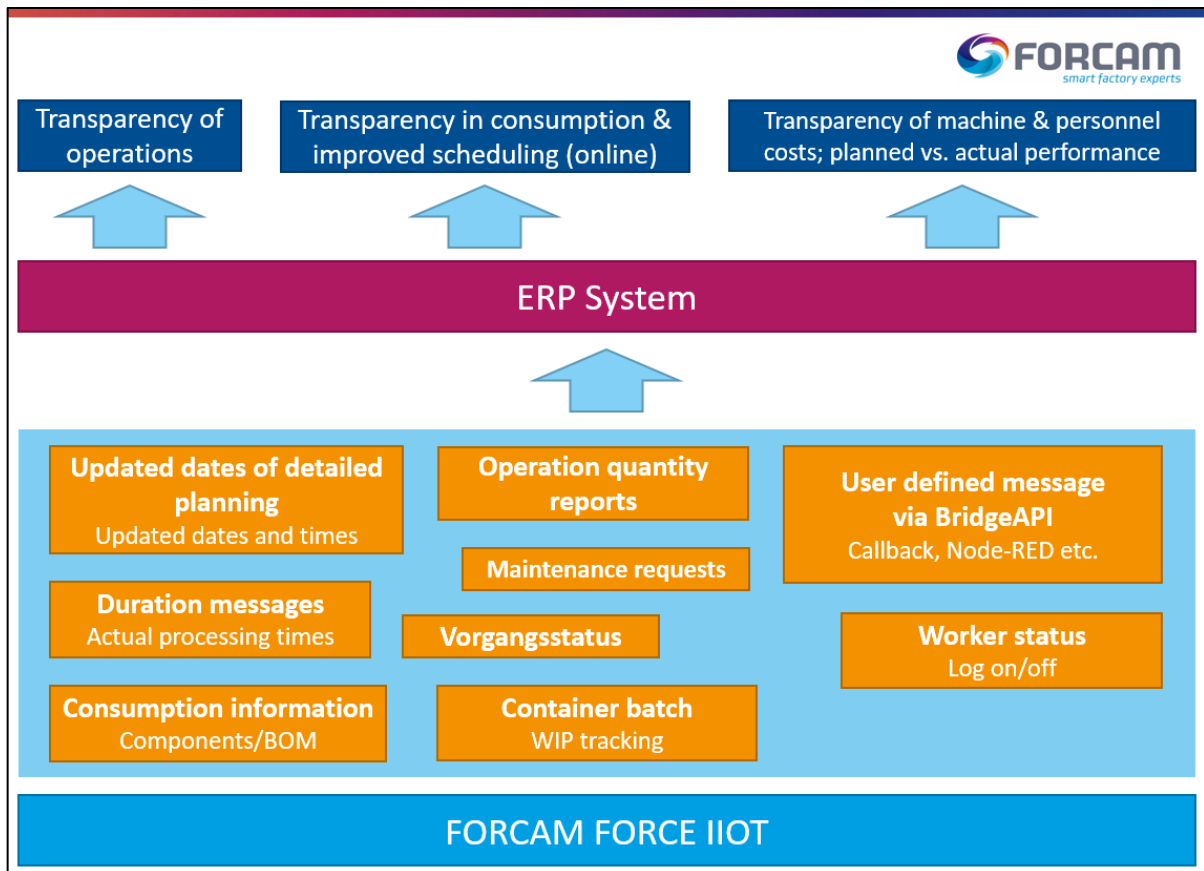 FORCAM
smart factory experts
Transparency of
operations
Transparency in consumption &
improved scheduling (online)
Transparency of machine & personnel
costs; planned vs. actual performance
ERP System
Updated dates of detailed
planning
Updated dates and times
Operation quantity
reports
User defined message
via BridgeAPI
Callback, Node-RED etc.
Maintenance requests
Duration messages
Actual processing times
Vorgangsstatus
Worker status
Log on/off
Consumption information
Components/BOM
Container batch
WIP tracking
FORCAM FORCE IIOT